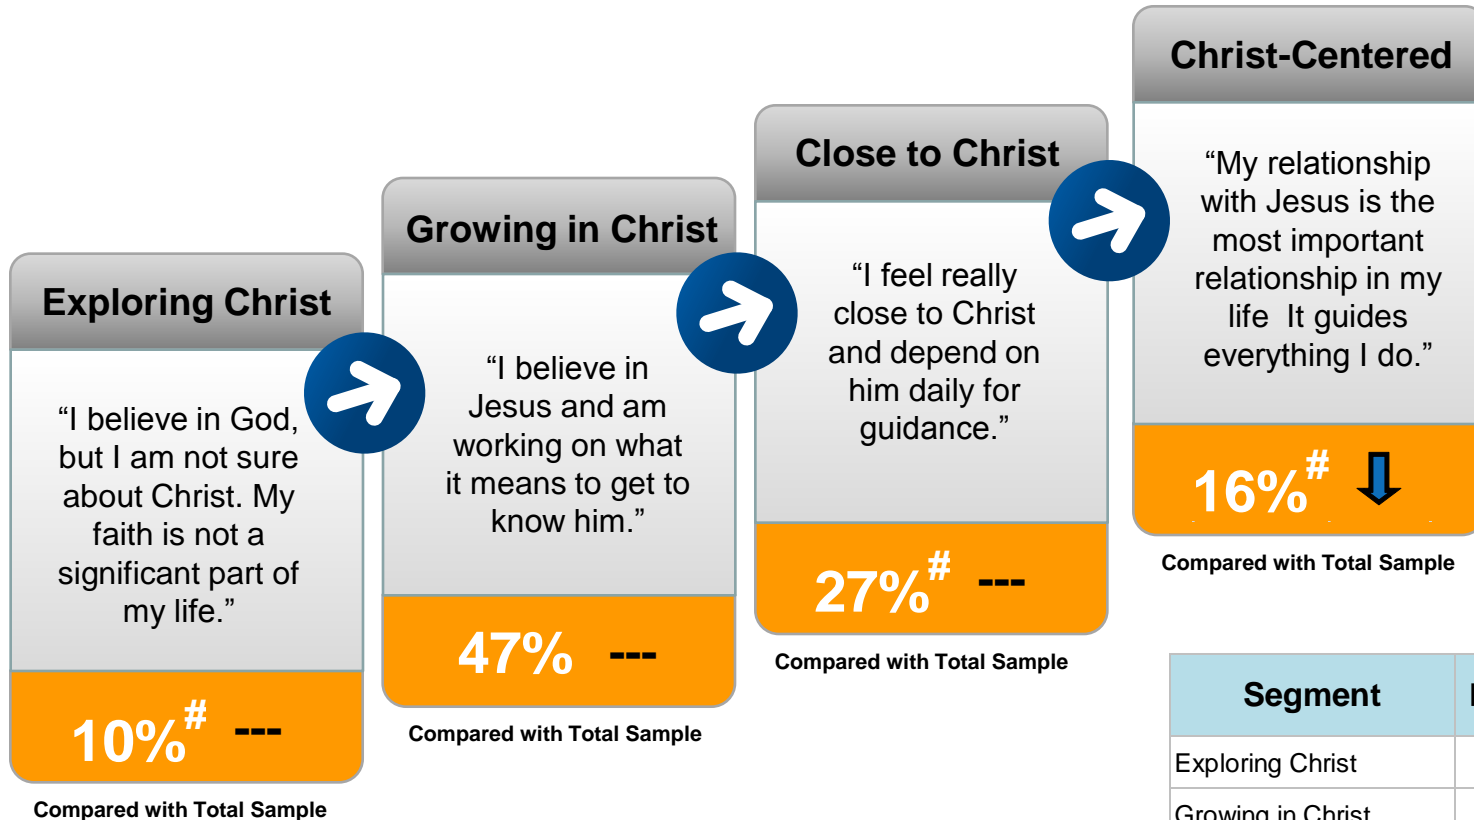 Exploring Christ
“I believe in God,
but I am not sure
about Christ. My
faith is not a
significant part of
my life.”
10%# ---
Compared with Total Sample
Growing in Christ
“I believe in
Jesus and am
working on what
it means to get to
know him.”
47% ---
Compared with Total Sample
Close to Christ
“I feel really
close to Christ
and depend on
him daily for
guidance.”
27%# ---
Compared with Total Sample
Christ-Centered
“My relationship
with Jesus is the
most important
relationship in my
life  It guides
everything I do.”
16%#
Compared with Total Sample
Segment
Exploring Christ
Growing in Christ